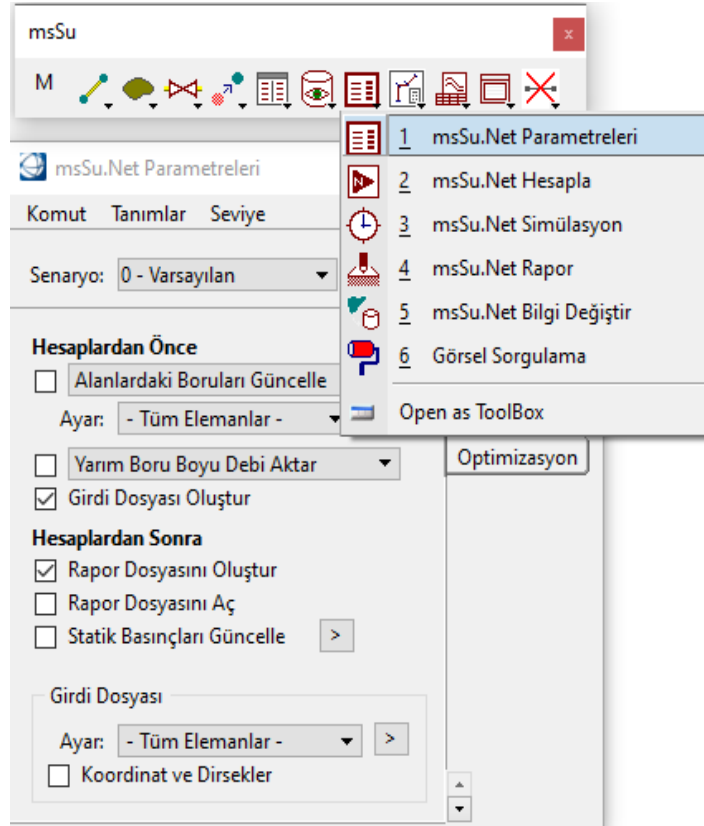 msSu
x
M
1 msSu.Net Parametreleri
2 msSu.Net Hesapla
3 msSu.Net Simülasyon
4 msSu.Net Rapor
5 msSu.Net Bilgi Değiştir
6 Görsel Sorgulama
Open as ToolBox
msSu.Net Parametreleri
Komut Tanımlar Seviye
Senaryo: 0 - Varsayılan
Hesaplardan Önce
Alanlardaki Boruları Güncelle
Ayar: - Tüm Elemanlar -
Yarım Boru Boyu Debi Aktar
Optimizasyon
Girdi Dosyası Oluştur
Hesaplardan Sonra
Rapor Dosyasını Oluştur
Rapor Dosyasını Aç
Statik Basınçları Güncelle >
Girdi Dosyası
Ayar: - Tüm Elemanlar - >
Koordinat ve Dirsekler